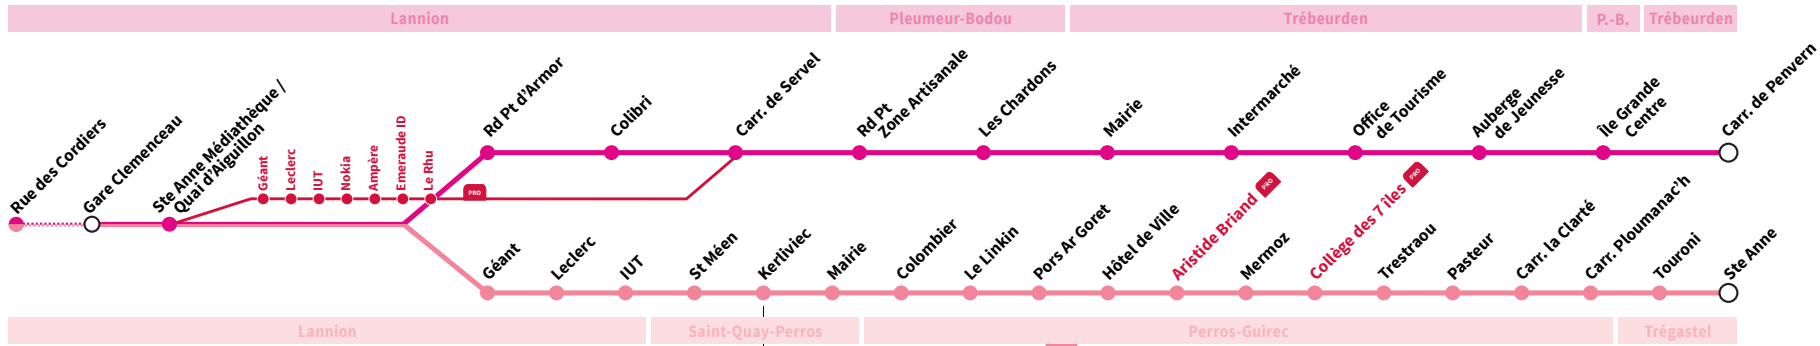 Lannion
Pleumeur-Bodou
Trébeurden
P.-B.
Trébeurden
Rue des Cordiers
Gare Clemenceau
Ste Anne Médiathèque /
Quai d'Aiguillon
Géant
Leclerc
IUT
Nokia
Ampère
Emeraude ID
Le Rhu
PRO
Rd Pt d'Armor
Colibri
Carr. de Servel
Rd Pt
Zone Artisanale
Les Chardons
Mairie
Intermarché
Office
de Tourisme
Auberge
de Jeunesse
Île Grande
Centre
Carr. de Penvern
Géant
Leclerc
IUT
St Méen
Kerliviec
Mairie
Colombier
Le Linkin
Pors Ar Goret
Hôtel de Ville
Aristide Briand
PRO
Mermoz
Collège des 7 îles
PRO
Trestraou
Pasteur
Carr. la Clarté
Carr. Ploumanac'h
Touroni
Ste Anne
Lannion
Saint-Quay-Perros
Perros-Guirec
Trégastel